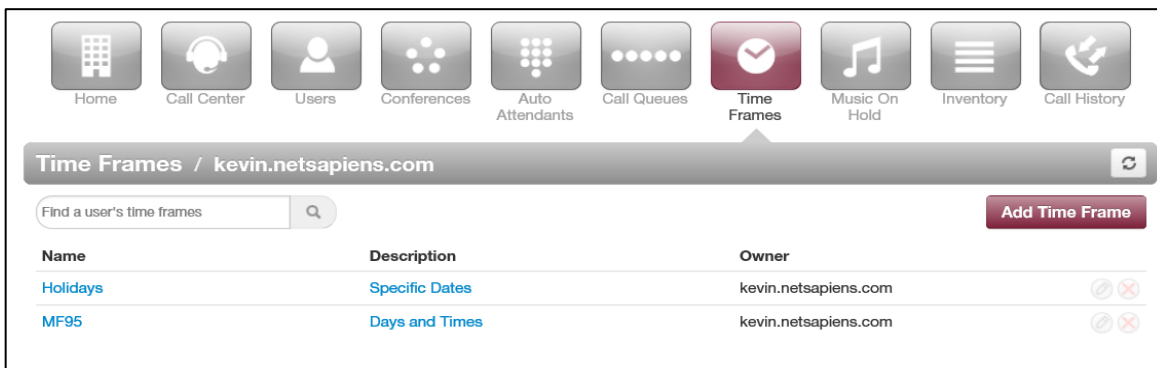 Home Call Center Users Conferences Auto Attendants Call Queues Time Frames Music On Hold Inventory Call History
Time Frames / kevin.netsapiens.com
Find a user's time frames
Add Time Frame
Name Description Owner
Holidays Specific Dates kevin.netsapiens.com
MF95 Days and Times kevin.netsapiens.com